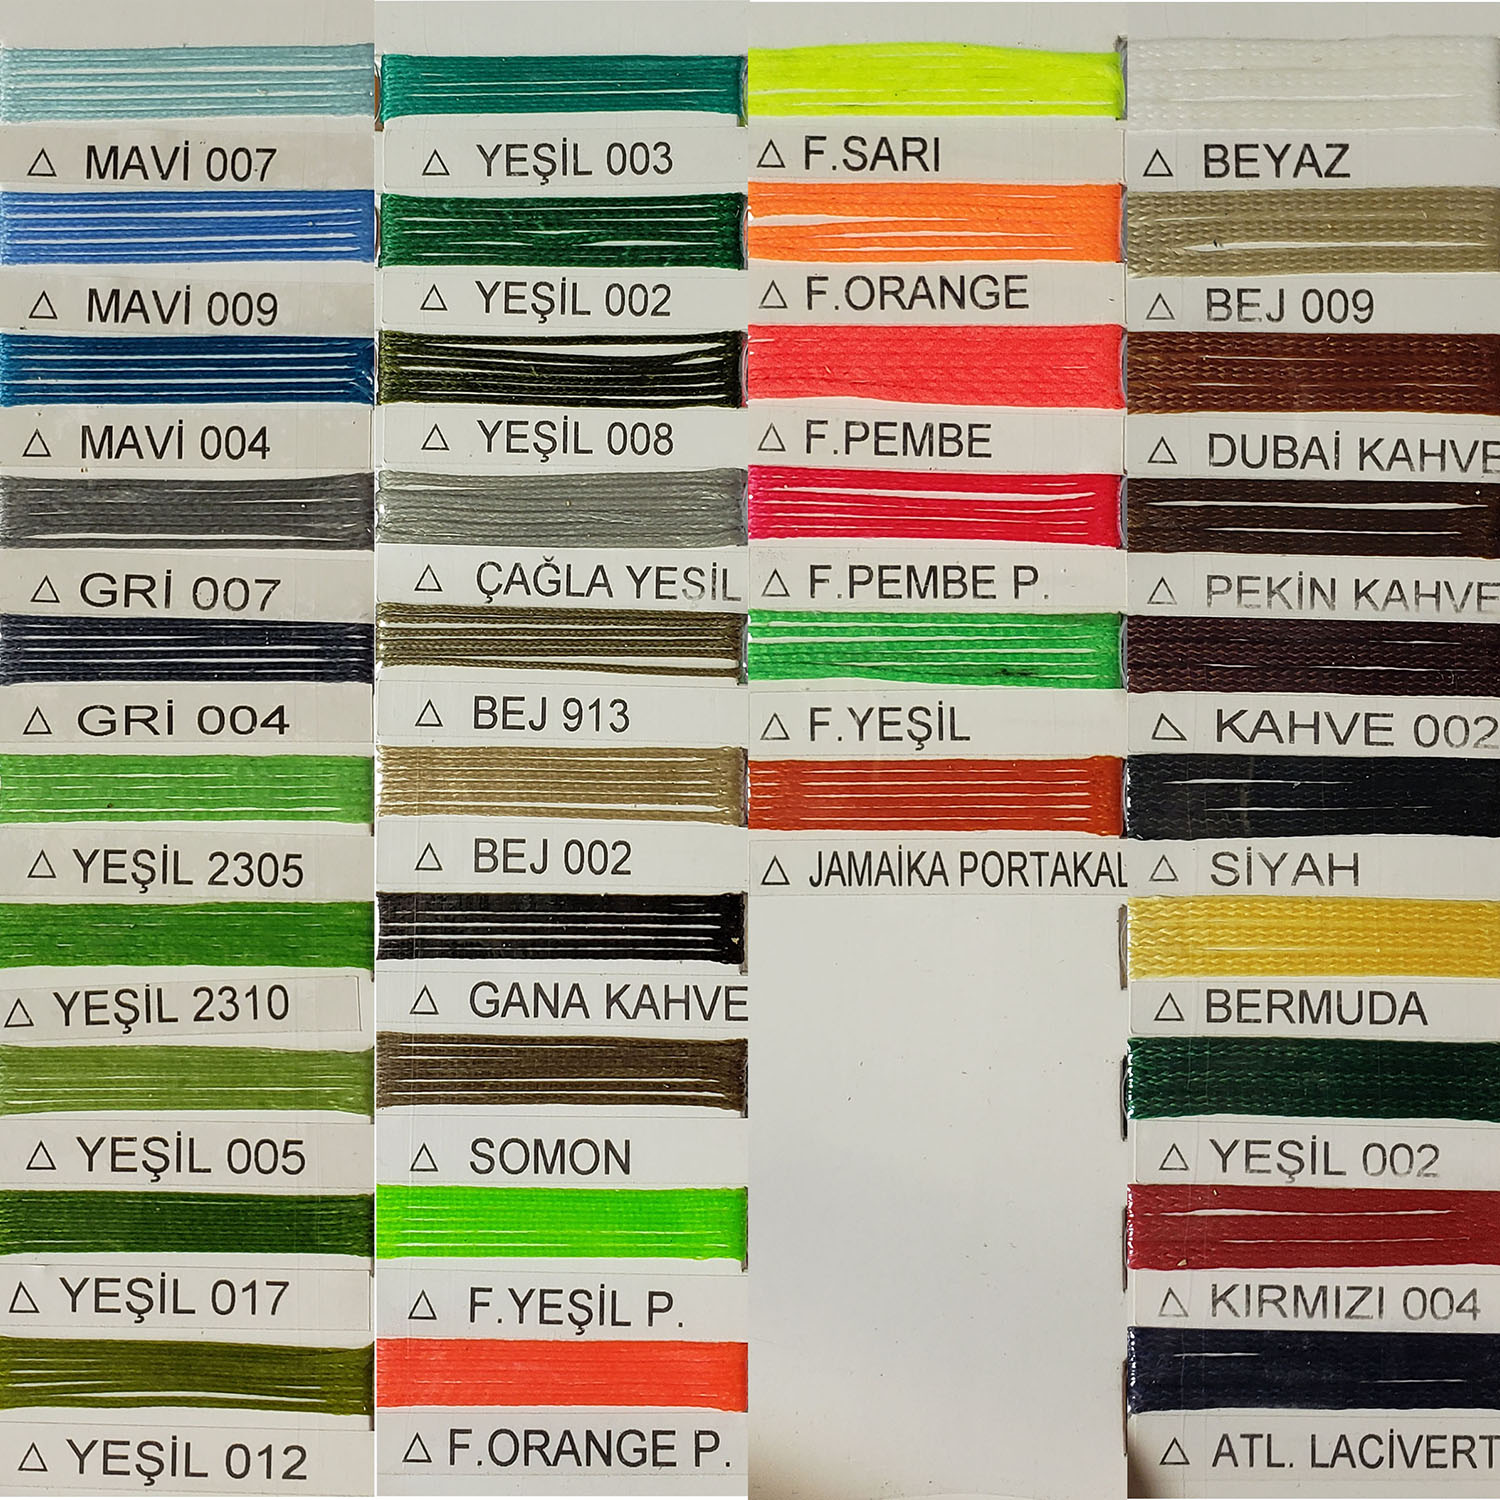 △ MAVİ 007
△ MAVİ 009
△ MAVİ 004
△ GRİ 007
△ GRİ 004
△ YEŞİL 2305
△ YEŞİL 2310
△ YEŞİL 005
△ YEŞİL 017
△ YEŞİL 012
△ YEŞİL 003
△ YEŞİL 002
△ YEŞİL 008
△ ÇAĞLA YEŞİL
△ BEJ 913
△ BEJ 002
△ GANA KAHVE
△ SOMON
△ F.YEŞİL P.
△ F.ORANGE P.
△ F.SARI
△ F.ORANGE
△ F.PEMBE
△ F.PEMBE P.
△ F.YEŞİL
△ JAMAİKA PORTAKAL
△ BEYAZ
△ BEJ 009
△ DUBAİ KAHVE
△ PEKİN KAHVE
△ KAHVE 002
△ SİYAH
△ BERMUDA
△ YEŞİL 002
△ KIRMIZI 004
△ ATL. LACİVERT